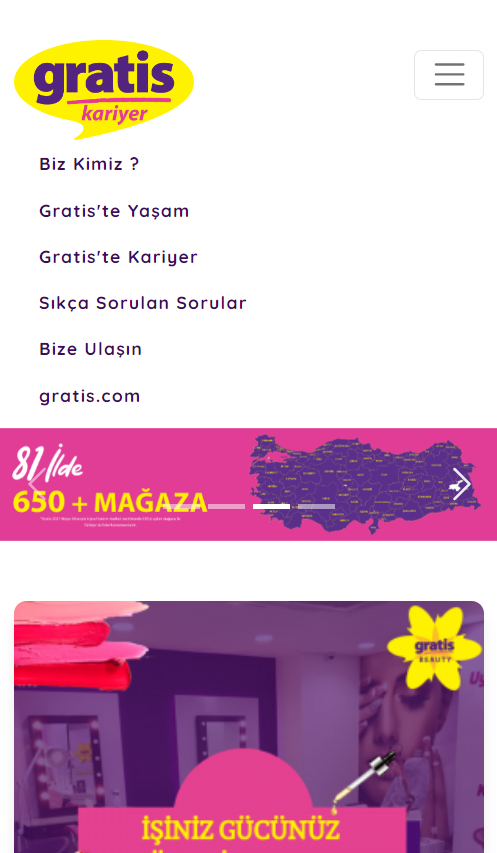 gratis
kariyer
Biz Kimiz ?
Gratis'te Yaşam
Gratis'te Kariyer
Sıkça Sorulan Sorular
Bize Ulaşın
gratis.com
81 İlde
650 + MAĞAZA
gratis
BEAUTY
İŞİNİZ GÜCÜNÜZ